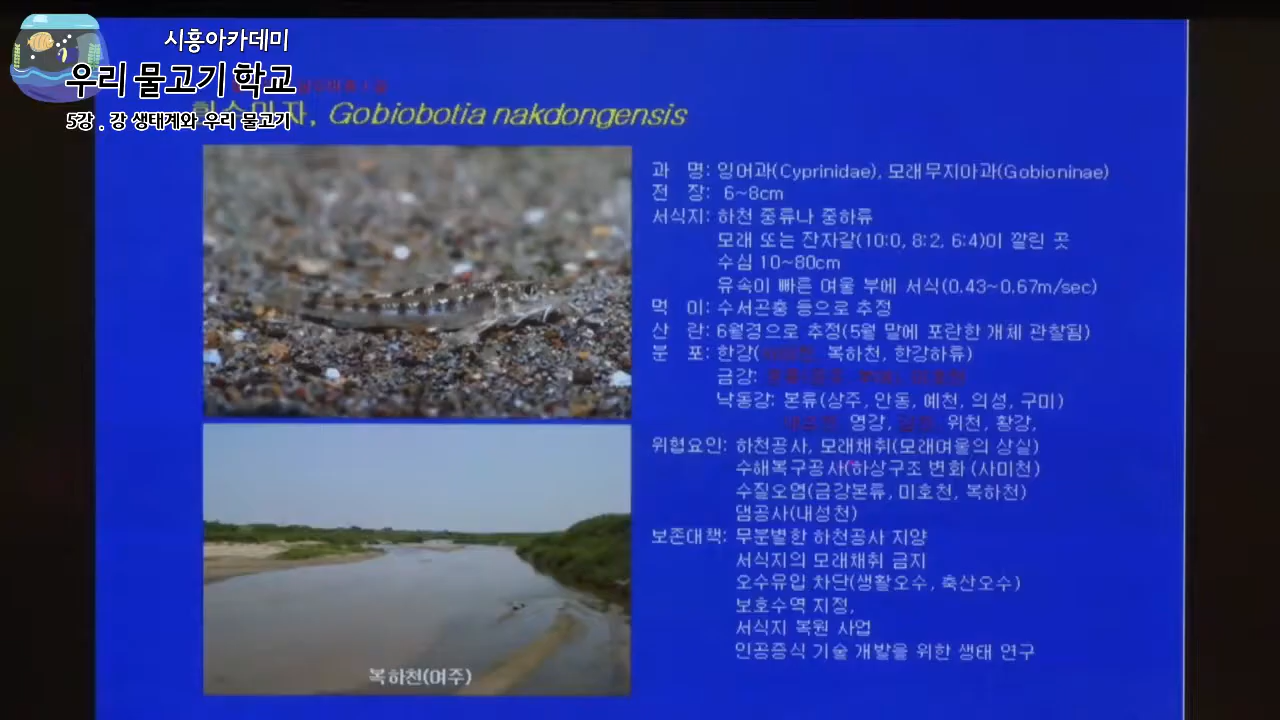 시흥아카데미
우리 물고기 학교
5강 . 강 생태계와 우리 물고기
Gobiobotia nakdongensis
과 명: 잉어과(Cyprinidae), 모래무지아과(Gobioninae)
전 장: 6~8cm
서식지: 하천 중류나 중하류
모래 또는 잔자갈(10:0, 8:2, 6:4)이 깔린 곳
수심 10~80cm
유속이 빠른 여울 부에 서식(0.43~0.67m/sec)
먹 이: 수서곤충 등으로 추정
산 란: 6월경으로 추정(5월 말에 포란한 개체 관찰됨)
분 포: 한강( 복하천, 한강하류)
금강:
낙동강: 본류(상주, 안동, 예천, 의성, 구미)
영강, 위천, 황강,
위협요인: 하천공사, 모래채취(모래여울의 상실)
수해복구공사(하상구조 변화 (사미천)
수질오염(금강본류, 미호천, 복하천)
댐공사(내성천)
보존대책: 무분별한 하천공사 지양
서식지의 모래채취 금지
오수유입 차단(생활오수, 축산오수)
보호수역 지정,
서식지 복원 사업
인공증식 기술 개발을 위한 생태 연구
복하천(여주)